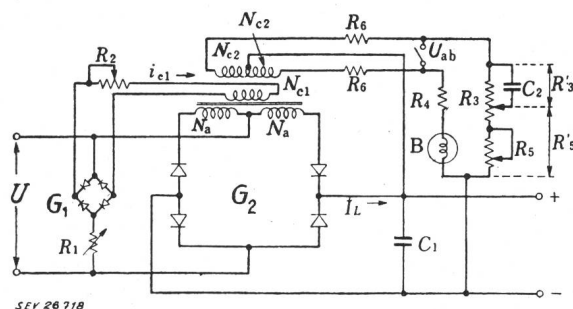 N_c2
R_6
R_2
N_c2
U_ab
i_c1
R_6
C_2
R'_3
N_c1
R_4
R_3
N_a
N_a
B
R_5
R'_5
U
G_1
G_2
I_L
+
R_1
C_1
−
SEV 26718